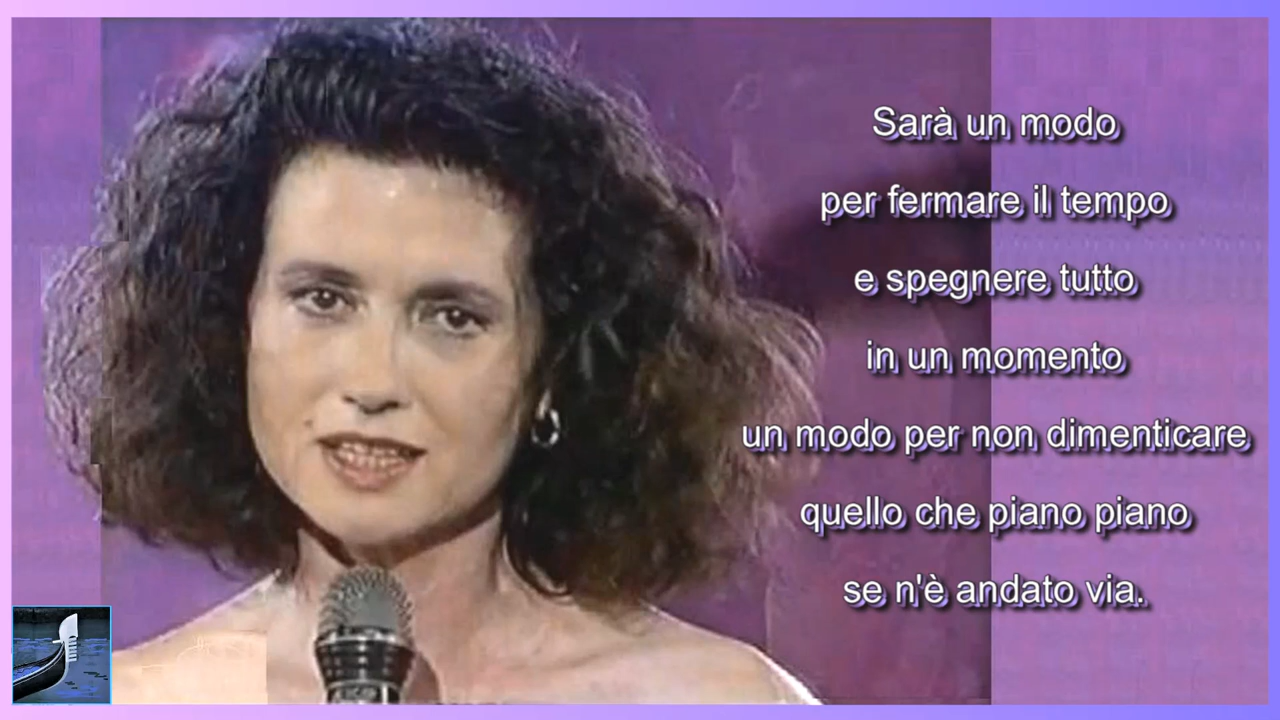 Sarà un modo
per fermare il tempo
e spegnere tutto
in un momento
un modo per non dimenticare
quello che piano piano
se n'è andato via.